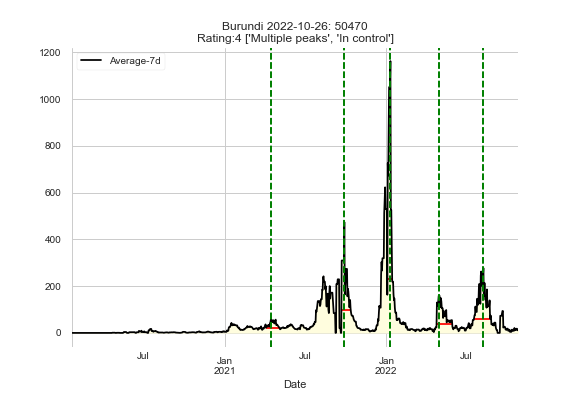 Burundi 2022-10-26: 50470
Rating:4 ['Multiple peaks', 'In control']
Average-7d
1200
1000
800
600
400
200
0
Jul
Jan
2021
Jul
Jan
2022
Jul
Date